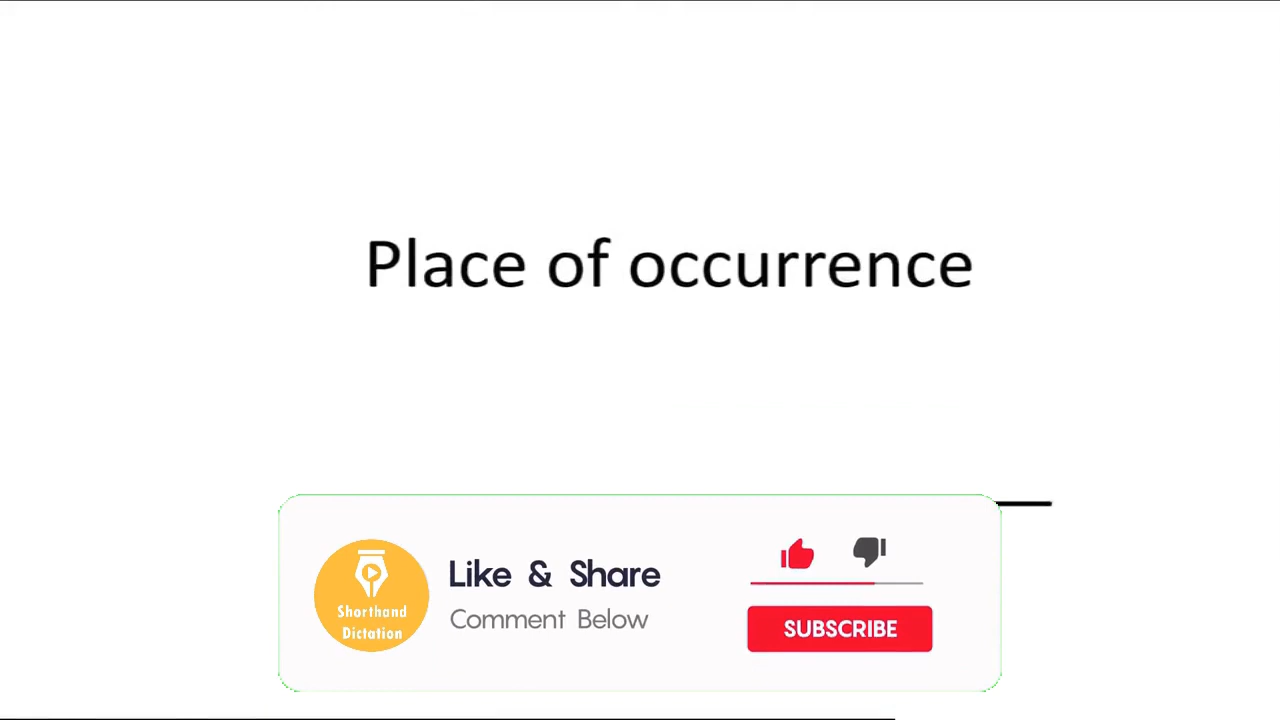 Place of occurrence
Like & Share
Comment Below
Shorthand
Dictation
SUBSCRIBE